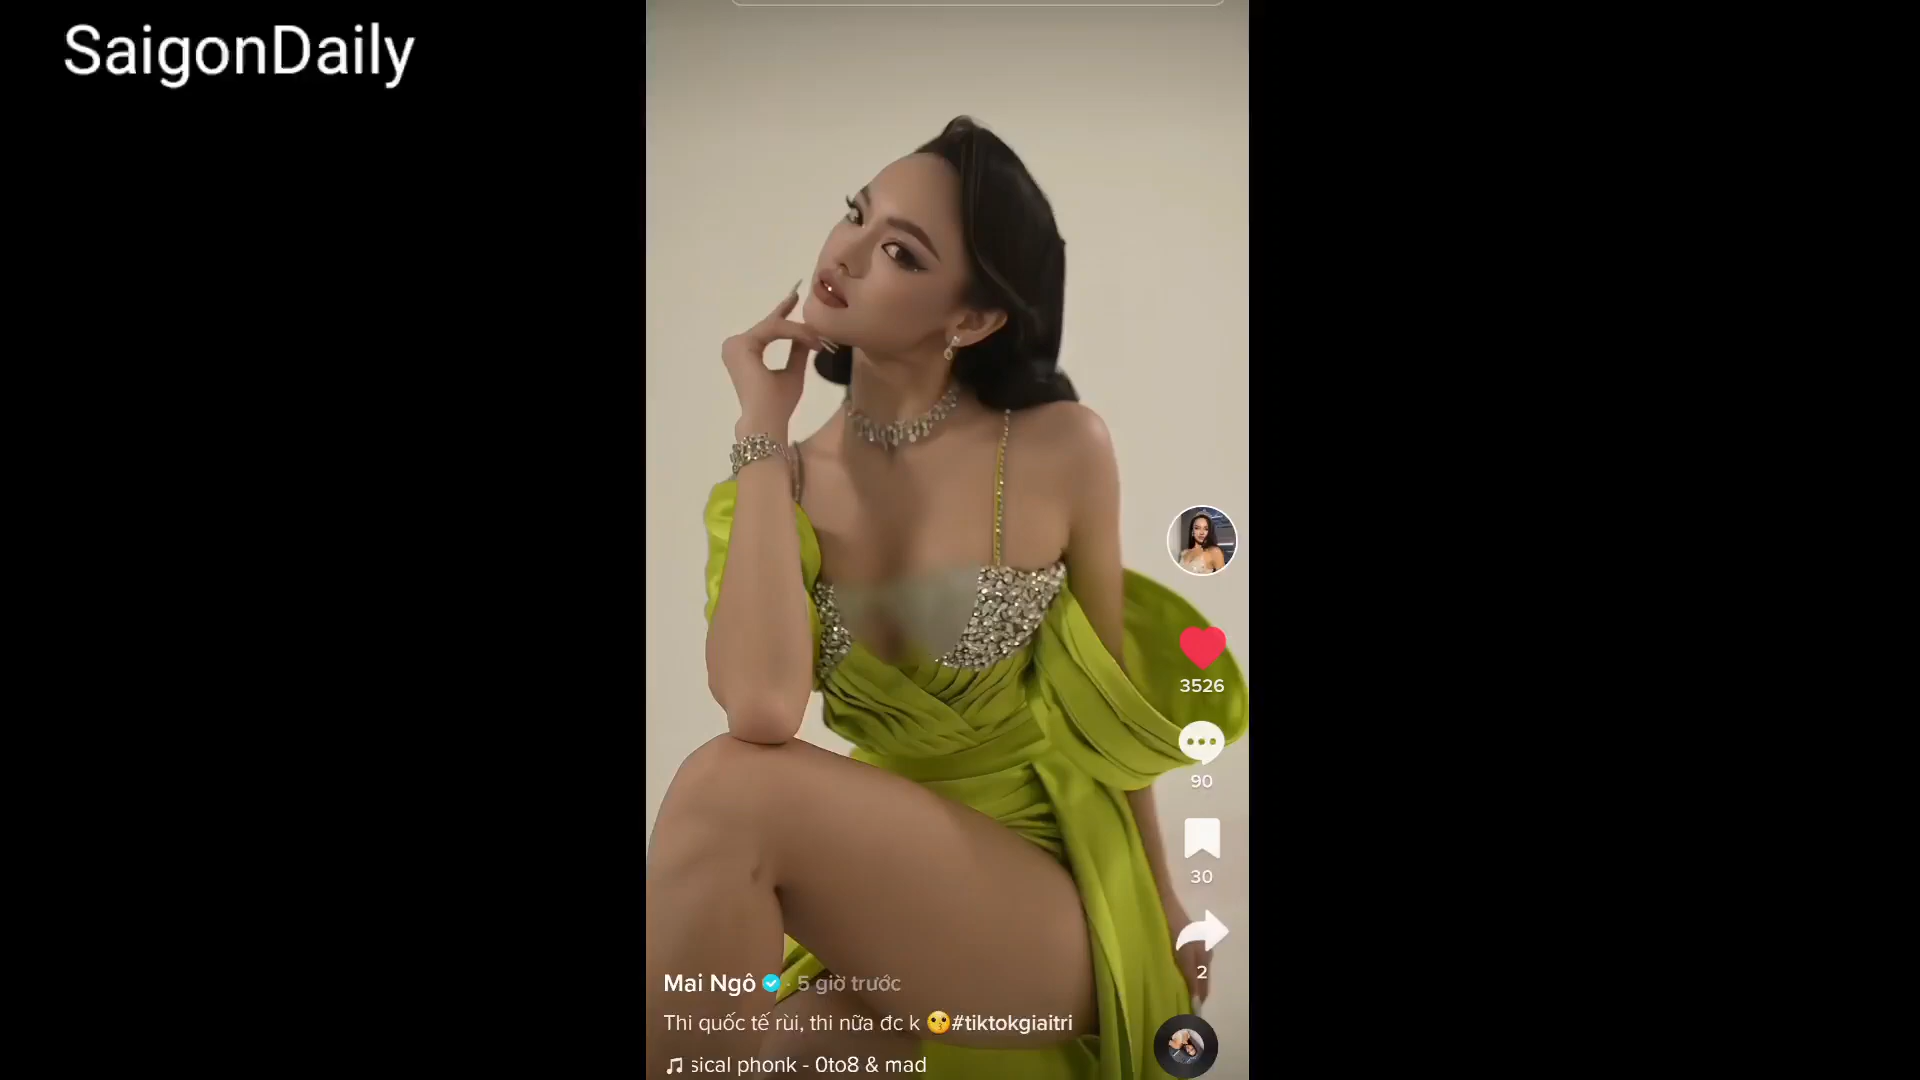 SaigonDaily
3526
90
30
2
Mai Ngô · 5 giờ trước
Thi quốc tế rùi, thi nữa đc k 😗#tiktokgiaitri
sical phonk - 0to8 & mad